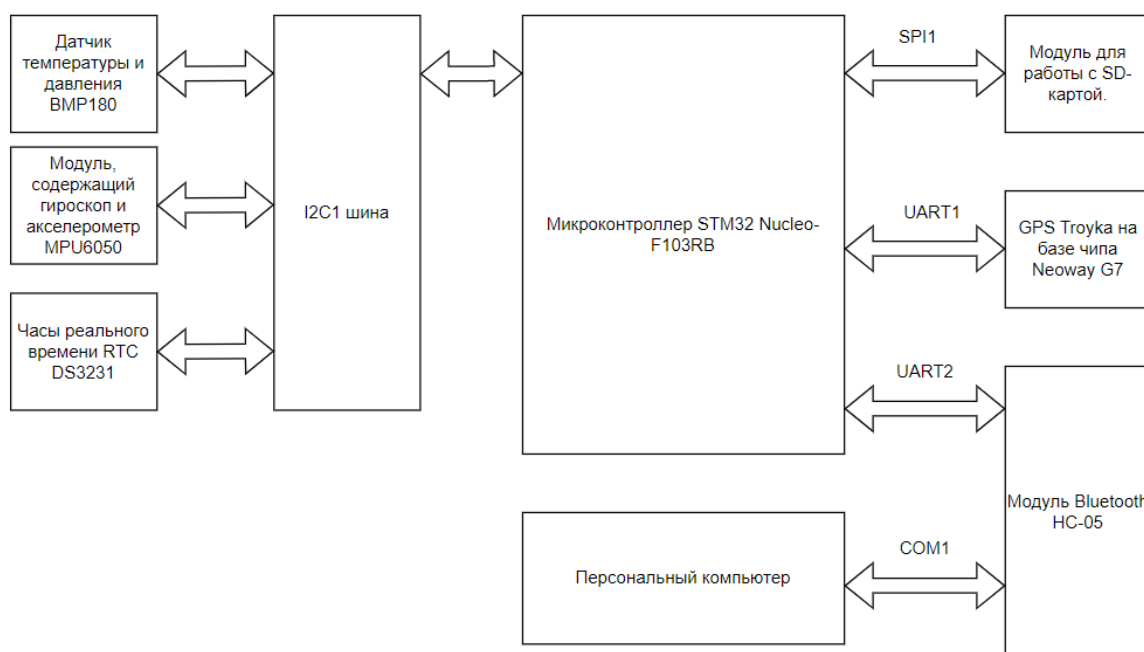 Датчик
температуры и
давления
BMP180
Модуль,
содержащий
гироскоп и
акселерометр
MPU6050
Часы реального
времени RTC
DS3231
I2C1 шина
Микроконтроллер STM32 Nucleo-
F103RB
SPI1
Модуль для
работы с SD-
картой.
UART1
GPS Troyka на
базе чипа
Neoway G7
UART2
Модуль Bluetooth
HC-05
COM1
Персональный компьютер